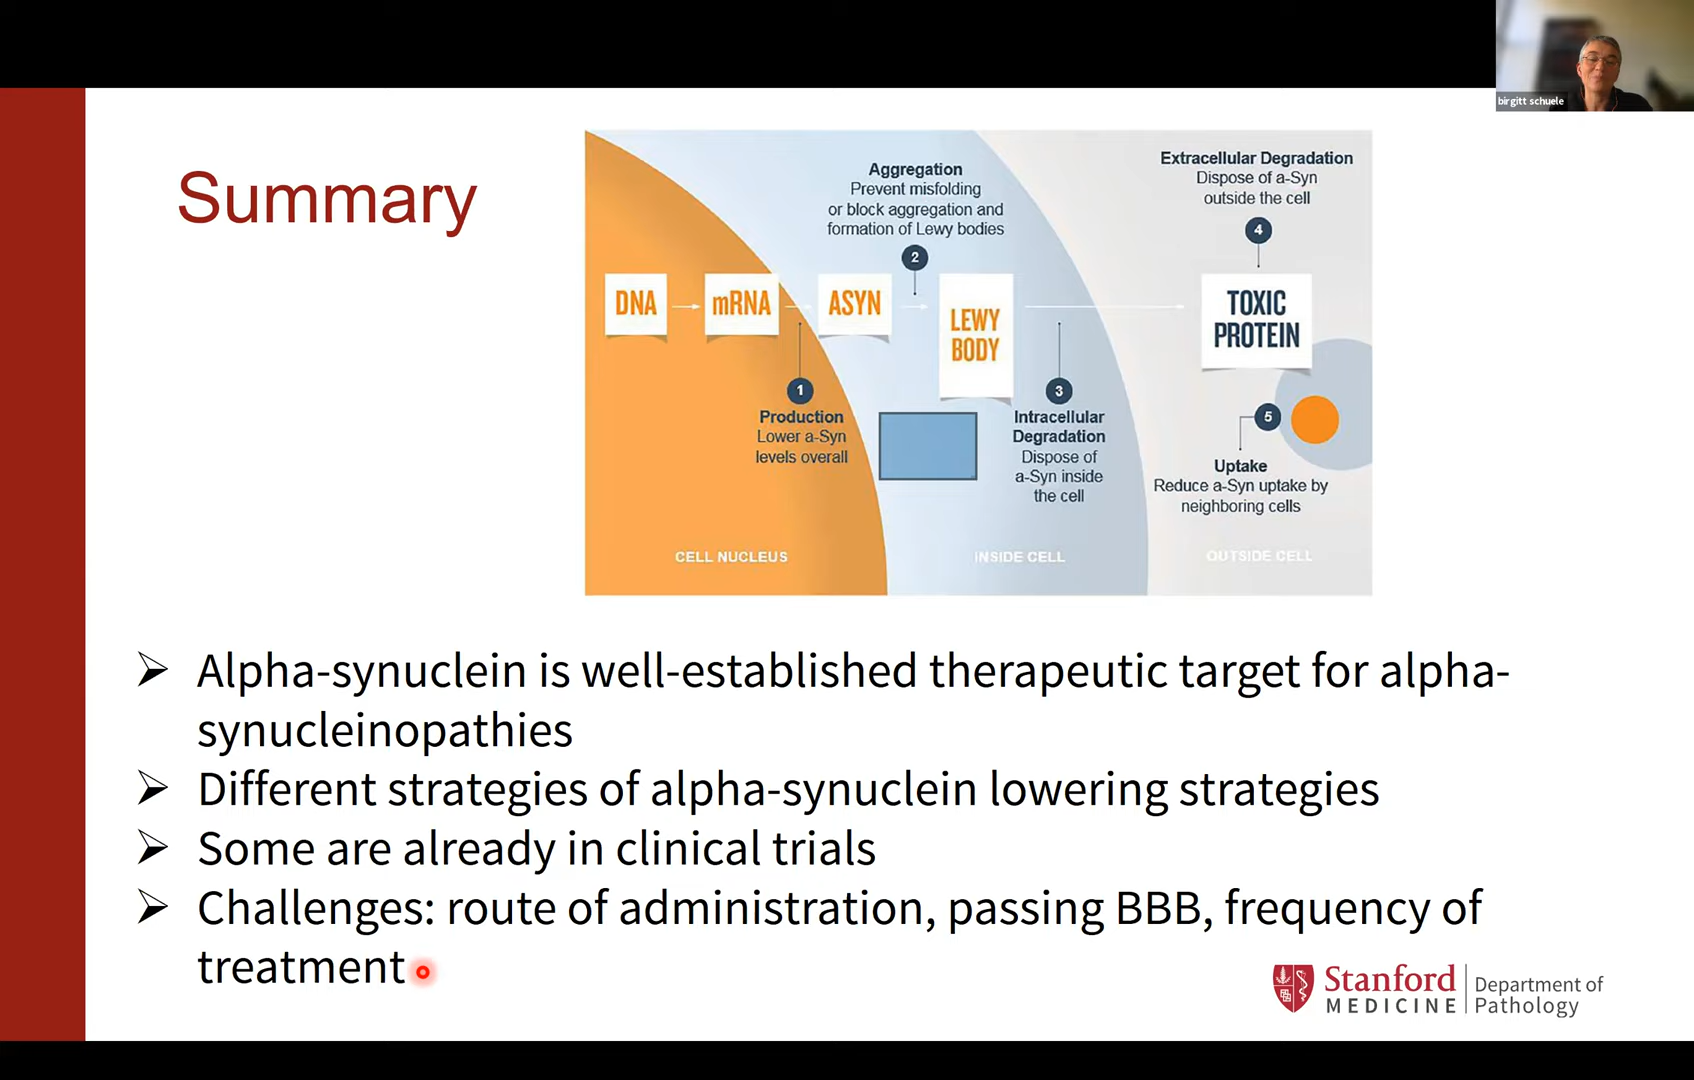 birgitt schuele
Summary
Aggregation
Prevent misfolding
or block aggregation and
formation of Lewy bodies
2
Extracellular Degradation
Dispose of a-Syn
outside the cell
4
DNA
mRNA
ASYN
LEWY
BODY
TOXIC
PROTEIN
1
Production
Lower a-Syn
levels overall
3
Intracellular
Degradation
Dispose of
a-Syn inside
the cell
5
Uptake
Reduce a-Syn uptake by
neighboring cells
CELL NUCLEUS
INSIDE CELL
OUTSIDE CELL
➢ Alpha-synuclein is well-established therapeutic target for alpha-
synucleinopathies
➢ Different strategies of alpha-synuclein lowering strategies
➢ Some are already in clinical trials
➢ Challenges: route of administration, passing BBB, frequency of
treatment
Stanford
MEDICINE
Department of
Pathology